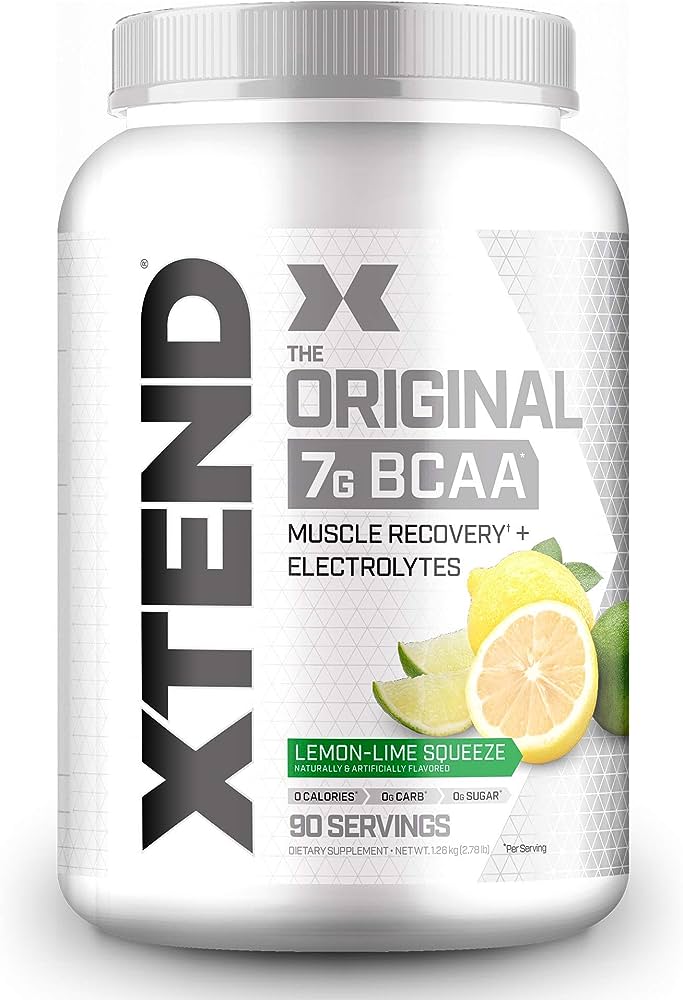 XTEND®
THE
ORIGINAL
7G BCAA*
MUSCLE RECOVERY† +
ELECTROLYTES
LEMON-LIME SQUEEZE
NATURALLY & ARTIFICIALLY FLAVORED
0 CALORIES* 0G CARB* 0G SUGAR*
90 SERVINGS
DIETARY SUPPLEMENT • NET WT. 1.26 kg (2.78 lb)
*Per Serving